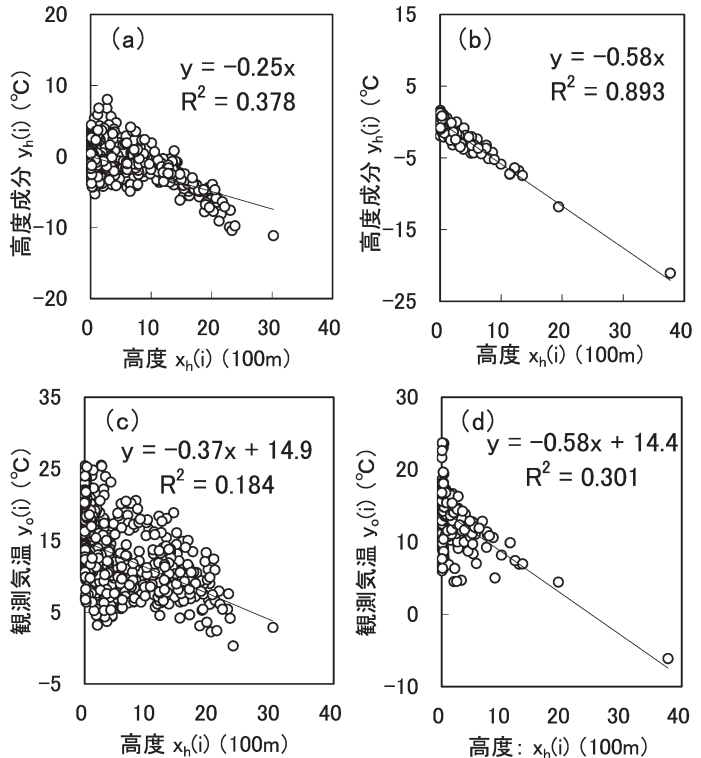 (a)
y = −0.25x
R² = 0.378
高度成分 yh(i) (℃)
20
10
0
−10
−20
0 10 20 30 40
高度 xh(i) (100m)
(b)
y = −0.58x
R² = 0.893
高度成分 yh(i) (℃
15
5
−5
−15
−25
0 10 20 30 40
高度 xh(i) (100m)
(c)
y = −0.37x + 14.9
R² = 0.184
観測気温 yo(i) (℃)
35
25
15
5
−5
0 10 20 30 40
高度 xh(i) (100m)
(d)
y = −0.58x + 14.4
R² = 0.301
観測気温 yo(i) (℃)
30
20
10
0
−10
0 10 20 30 40
高度: xh(i) (100m)